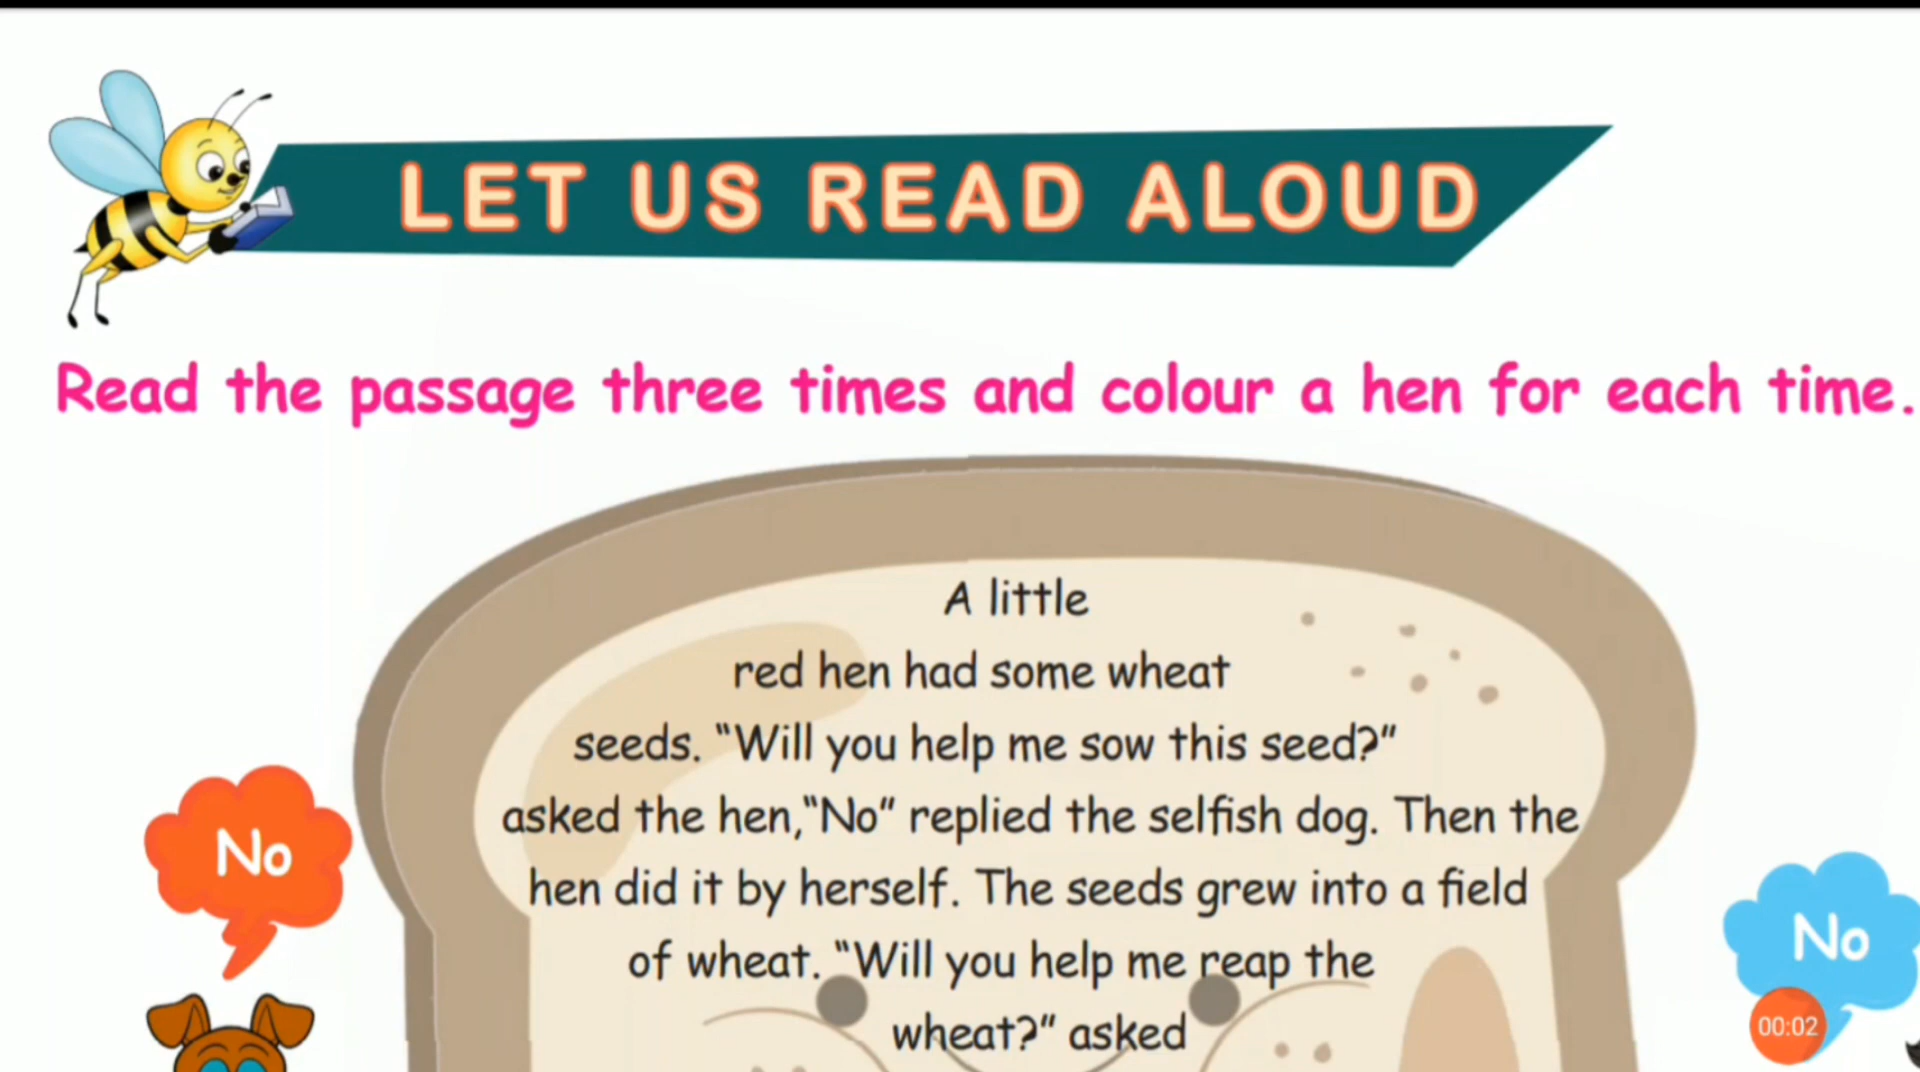 LET US READ ALOUD
Read the passage three times and colour a hen for each time.
A little
red hen had some wheat
seeds. “Will you help me sow this seed?”
asked the hen,“No” replied the selfish dog. Then the
hen did it by herself. The seeds grew into a field
of wheat. “Will you help me reap the
wheat?” asked
No
No
00:02